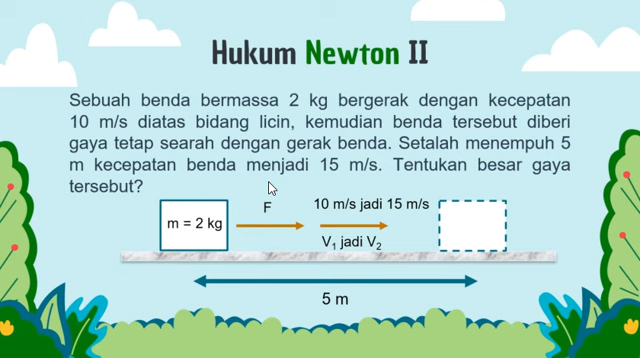 Hukum Newton II
Sebuah benda bermassa 2 kg bergerak dengan kecepatan
10 m/s diatas bidang licin, kemudian benda tersebut diberi
gaya tetap searah dengan gerak benda. Setalah menempuh 5
m kecepatan benda menjadi 15 m/s. Tentukan besar gaya
tersebut?
F
10 m/s jadi 15 m/s
m = 2 kg
V₁ jadi V₂
5 m